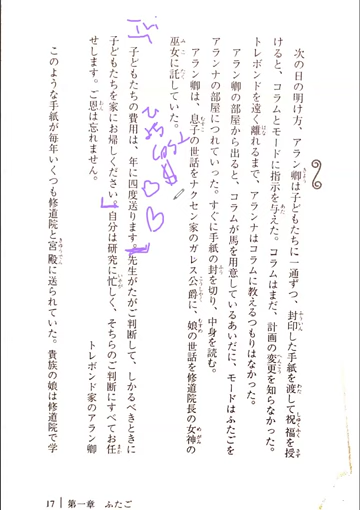 次の日の明け方、アラン卿は子どもたちに一通ずつ、封印した手紙を渡して祝福を授
けると、コラムとモードに指示を与えた。コラムはまだ、計画の変更を知らなかった。
トレボンドを遠く離れるまで、アランナはコラムに教えるつもりはなかった。
アラン卿の部屋から出ると、コラムが馬を用意しているあいだに、モードはふたごを
アランナの部屋につれていった。すぐに手紙の封を切り、中身を読む。
アラン卿は、息子の世話をナクセン家のガレス公爵に、娘の世話を修道院長の女神の
巫女に託していた。
子どもたちの費用は、年に四度送ります。先生がたがご判断して、しかるべきときに
子どもたちを家にお帰しください。自分は研究に忙しく、そちらのご判断にすべてお任
せします。ご恩は忘れません。
トレボンド家のアラン卿
このような手紙が毎年いくつも修道院と宮殿に送られていた。貴族の娘は修道院で学
17 第一章 ふたご
ひよう
cost